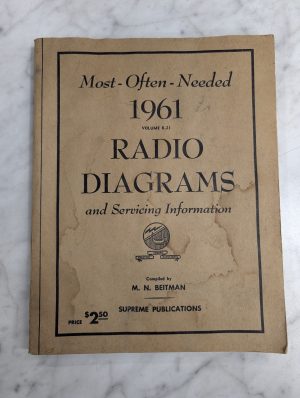 Most - Often - Needed
1961
VOLUME R-21
RADIO
DIAGRAMS
and Servicing Information
Compiled by
M. N. BEITMAN
SUPREME PUBLICATIONS
PRICE $2.50